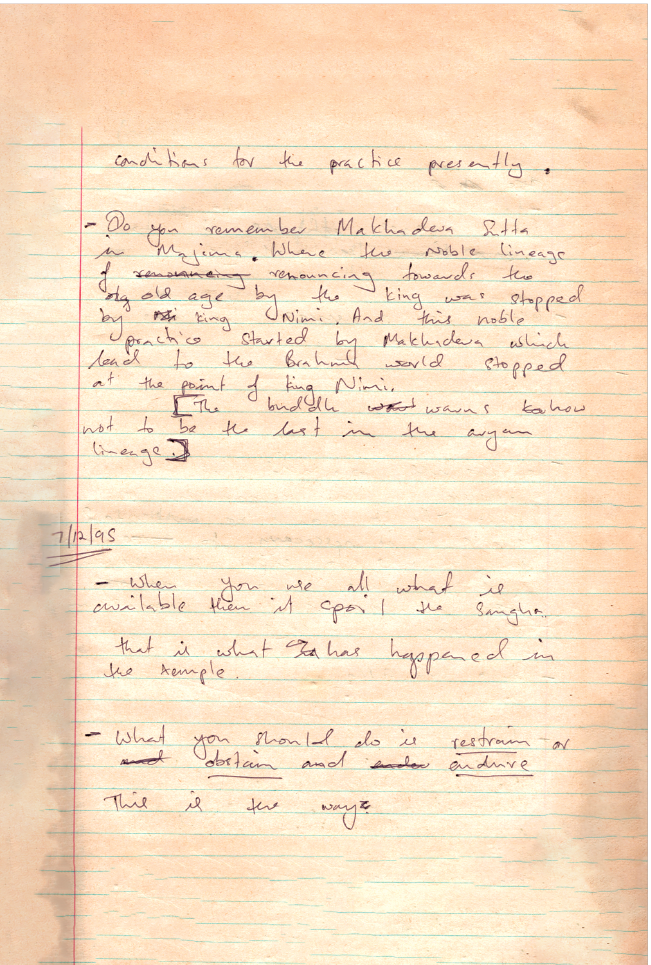 conditions for the practice presently.
- Do you remember Makhadeva Sutta
in Majima. Where the noble lineage
of renouncing renouncing towards the
old age by the king was stopped
by king Nimi. And this noble
practice started by Makhadeva which
lead to the Brahma world stopped
at the point of king Nimi.
[The buddh warns how
not to be the last in the aryan
lineage.]
7/12/95
- When you use all what is
available then it spoil the Sangha
that is what has happened in
the temple.
- What you should do is restrain or
and obstain and endure
This is the way